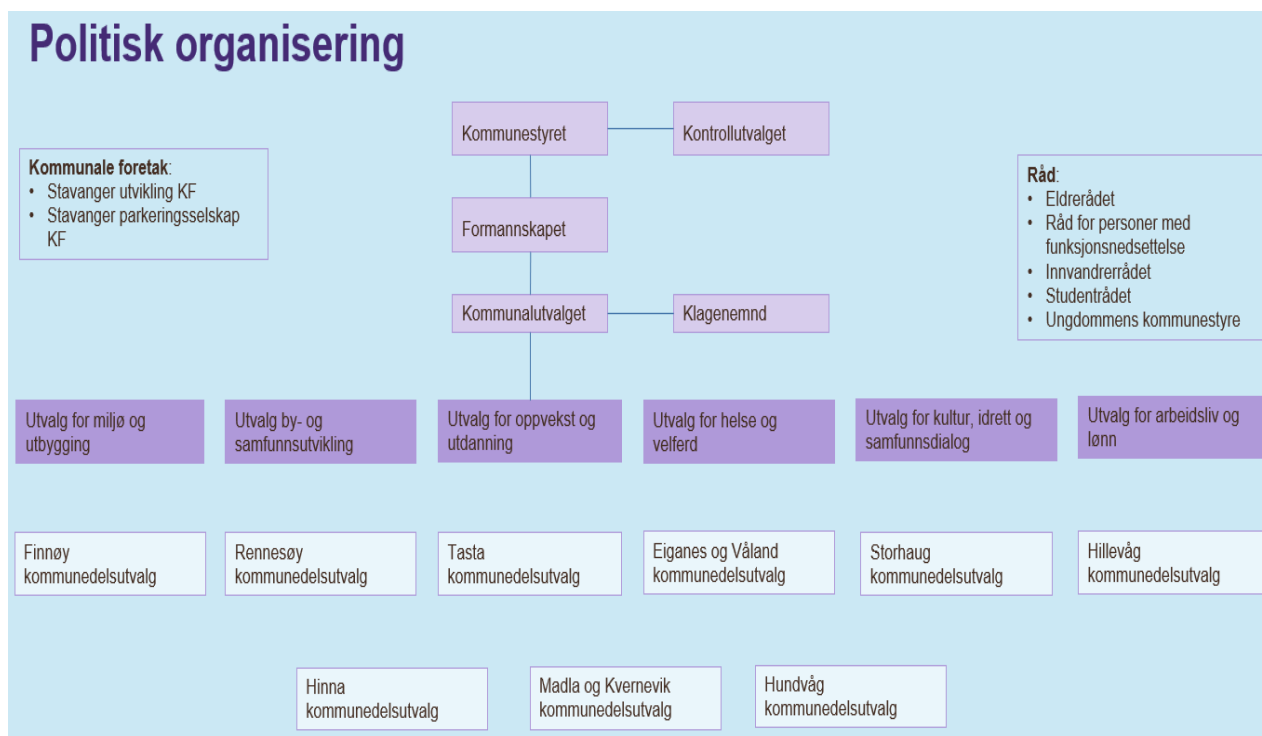 Politisk organisering
Kommunestyret
Kontrollutvalget
Kommunale foretak:
• Stavanger utvikling KF
• Stavanger parkeringsselskap
KF
Råd:
• Eldrerådet
• Råd for personer med
funksjonsnedsettelse
• Innvandrerrådet
• Studentrådet
• Ungdommens kommunestyre
Formannskapet
Kommunalutvalget
Klagenemnd
Utvalg for miljø og
utbygging
Utvalg by- og
samfunnsutvikling
Utvalg for oppvekst og
utdanning
Utvalg for helse og
velferd
Utvalg for kultur, idrett og
samfunnsdialog
Utvalg for arbeidsliv og
lønn
Finnøy
kommunedelsutvalg
Rennesøy
kommunedelsutvalg
Tasta
kommunedelsutvalg
Eiganes og Våland
kommunedelsutvalg
Storhaug
kommunedelsutvalg
Hillevåg
kommunedelsutvalg
Hinna
kommunedelsutvalg
Madla og Kvernevik
kommunedelsutvalg
Hundvåg
kommunedelsutvalg